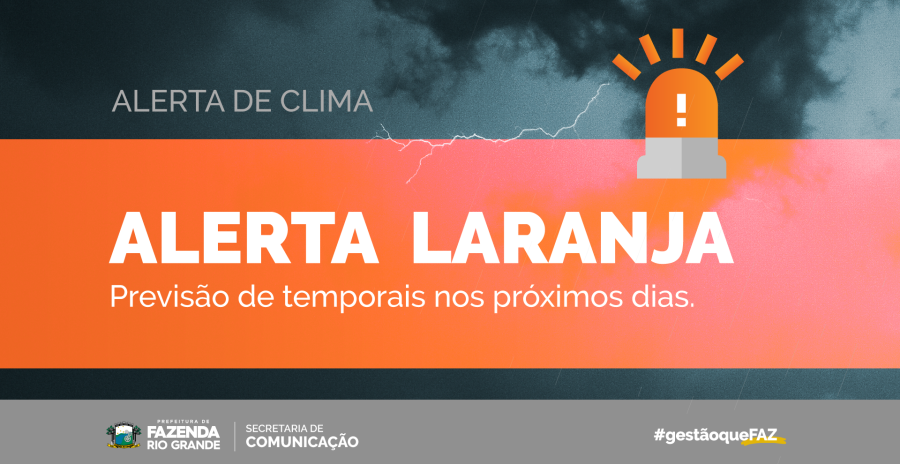 ALERTA DE CLIMA
!
ALERTA LARANJA
Previsão de temporais nos próximos dias.
PREFEITURA DE
FAZENDA
RIO GRANDE
SECRETARIA DE
COMUNICAÇÃO
#gestãoqueFAZ